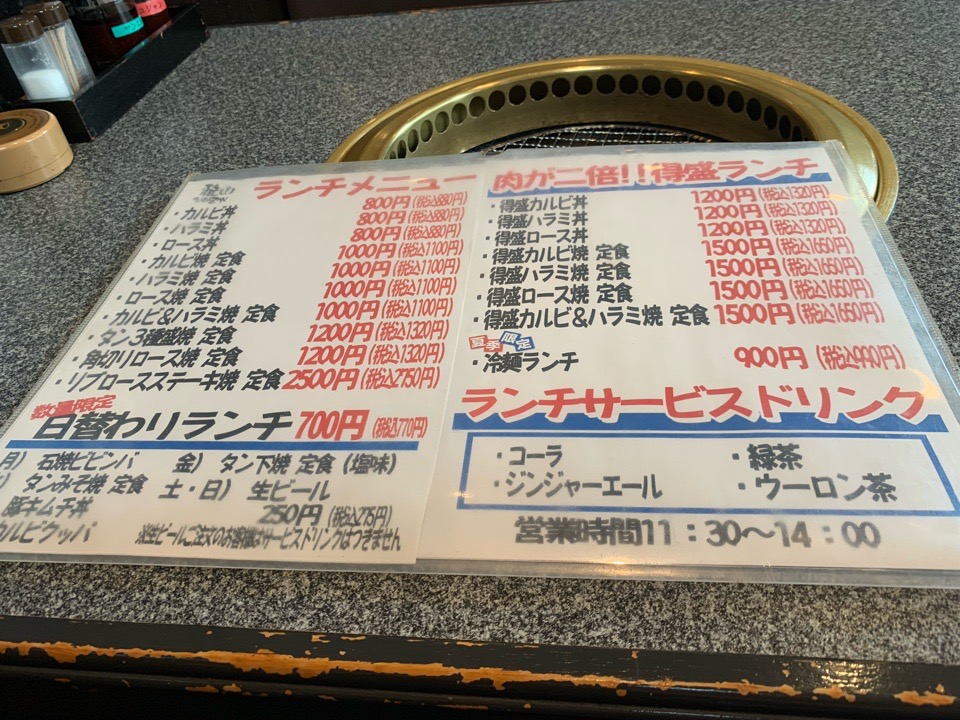 ランチメニュー
・カルビ丼 800円(税込880円)
・ハラミ丼 800円(税込880円)
・ロース丼 800円(税込880円)
・カルビ焼 定食 1000円(税込1100円)
・ハラミ焼 定食 1000円(税込1100円)
・ロース焼 定食 1000円(税込1100円)
・カルビ&ハラミ焼 定食 1000円(税込1100円)
・タン3種盛焼 定食 1200円(税込1320円)
・角切りロース焼 定食 1200円(税込1320円)
・リブロースステーキ焼 定食 2500円(税込2750円)
数量限定
日替わりランチ 700円(税込770円)
月) 石焼ビビンバ 金) タン下焼 定食(塩味)
タンみそ焼 定食 土・日) 生ビール
豚キムチ丼 250円(税込275円)
カルビクッパ ※生ビールご注文のお客様はサービスドリンクはつきません
肉が二倍!!得盛ランチ
・得盛カルビ丼 1200円(税込1320円)
・得盛ハラミ丼 1200円(税込1320円)
・得盛ロース丼 1200円(税込1320円)
・得盛カルビ焼 定食 1500円(税込1650円)
・得盛ハラミ焼 定食 1500円(税込1650円)
・得盛ロース焼 定食 1500円(税込1650円)
・得盛カルビ&ハラミ焼 定食 1500円(税込1650円)
夏季限定
・冷麺ランチ 900円 (税込990円)
ランチサービスドリンク
・コーラ ・緑茶
・ジンジャーエール ・ウーロン茶
営業時間11:30〜14:00